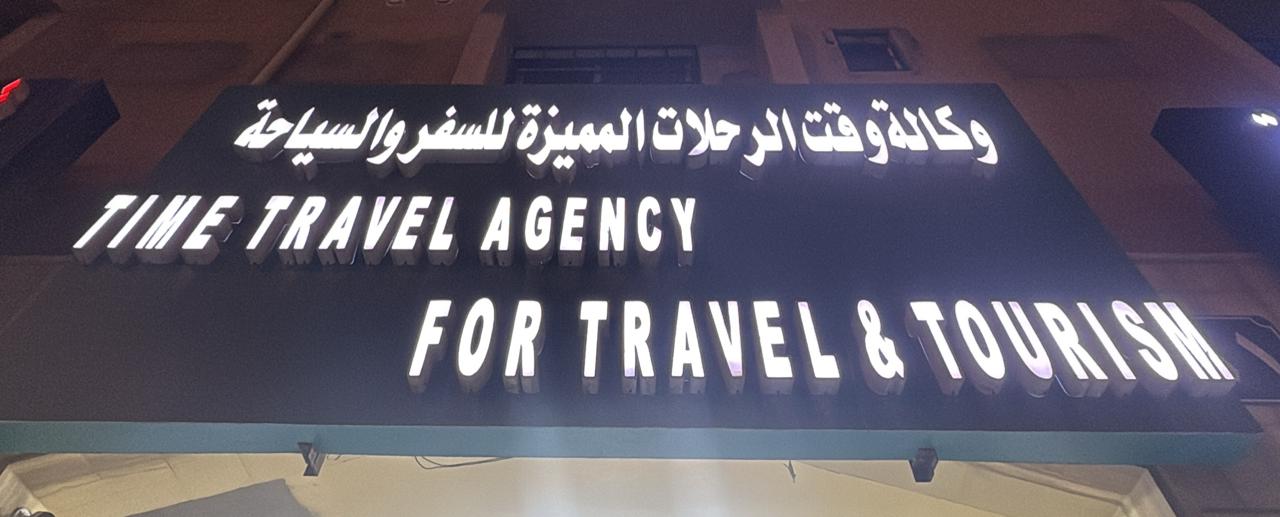 وكالة وقت الرحلات المميزة للسفر والسياحة
TIME TRAVEL AGENCY
FOR TRAVEL & TOURISM